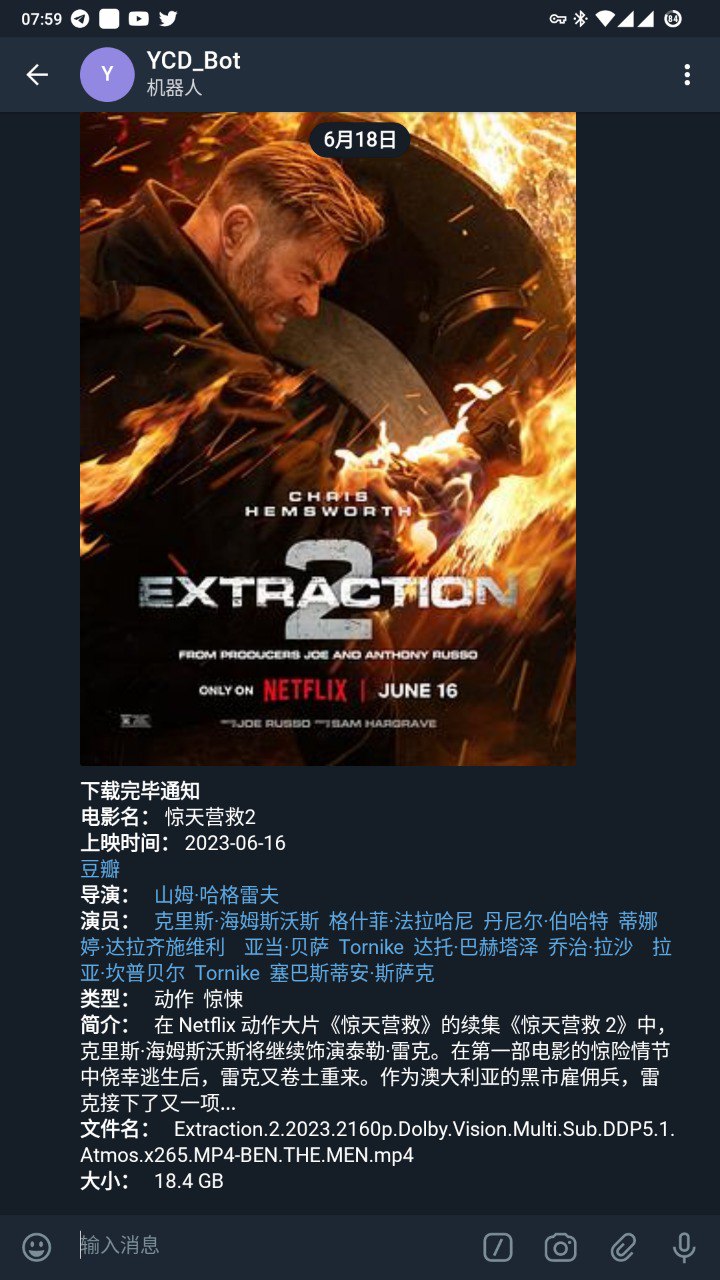 07:59
84
Y
YCD_Bot
机器人
6月18日
CHRIS
HEMSWORTH
2
EXTRACTION
FROM PRODUCERS JOE AND ANTHONY RUSSO
ONLY ON NETFLIX | JUNE 16
JOE RUSSO SAM HARGRAVE
下载完毕通知
电影名： 惊天营救2
上映时间： 2023-06-16
豆瓣
导演： 山姆·哈格雷夫
演员： 克里斯·海姆斯沃斯 格什菲·法拉哈尼 丹尼尔·伯哈特 蒂娜
婷·达拉齐施维利 亚当·贝萨 Tornike 达托·巴赫塔泽 乔治·拉沙 拉
亚·坎普贝尔 Tornike 塞巴斯蒂安·斯萨克
类型： 动作 惊悚
简介： 在 Netflix 动作大片《惊天营救》的续集《惊天营救 2》中，
克里斯·海姆斯沃斯将继续饰演泰勒·雷克。在第一部电影的惊险情节
中侥幸逃生后，雷克又卷土重来。作为澳大利亚的黑市雇佣兵，雷
克接下了又一项...
文件名： Extraction.2.2023.2160p.Dolby.Vision.Multi.Sub.DDP5.1.
Atmos.x265.MP4-BEN.THE.MEN.mp4
大小： 18.4 GB
输入消息